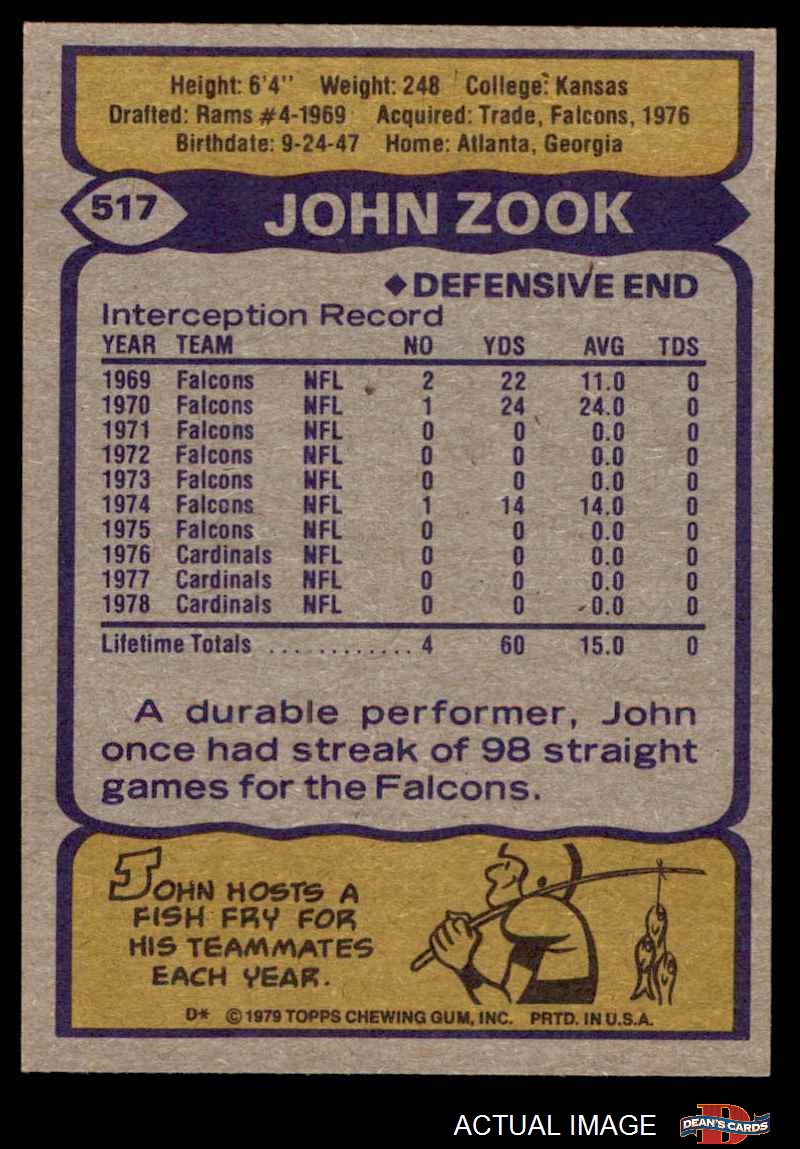 Height: 6'4" Weight: 248 College: Kansas
Drafted: Rams #4-1969 Acquired: Trade, Falcons, 1976
Birthdate: 9-24-47 Home: Atlanta, Georgia
517 JOHN ZOOK
◆DEFENSIVE END
Interception Record
YEAR TEAM NO YDS AVG TDS
1969 Falcons NFL 2 22 11.0 0
1970 Falcons NFL 1 24 24.0 0
1971 Falcons NFL 0 0 0.0 0
1972 Falcons NFL 0 0 0.0 0
1973 Falcons NFL 0 0 0.0 0
1974 Falcons NFL 1 14 14.0 0
1975 Falcons NFL 0 0 0.0 0
1976 Cardinals NFL 0 0 0.0 0
1977 Cardinals NFL 0 0 0.0 0
1978 Cardinals NFL 0 0 0.0 0
Lifetime Totals ............ 4 60 15.0 0
A durable performer, John
once had streak of 98 straight
games for the Falcons.
JOHN HOSTS A
FISH FRY FOR
HIS TEAMMATES
EACH YEAR.
D* © 1979 TOPPS CHEWING GUM, INC. PRTD. IN U.S.A.
ACTUAL IMAGE
D
DEAN'S CARDS